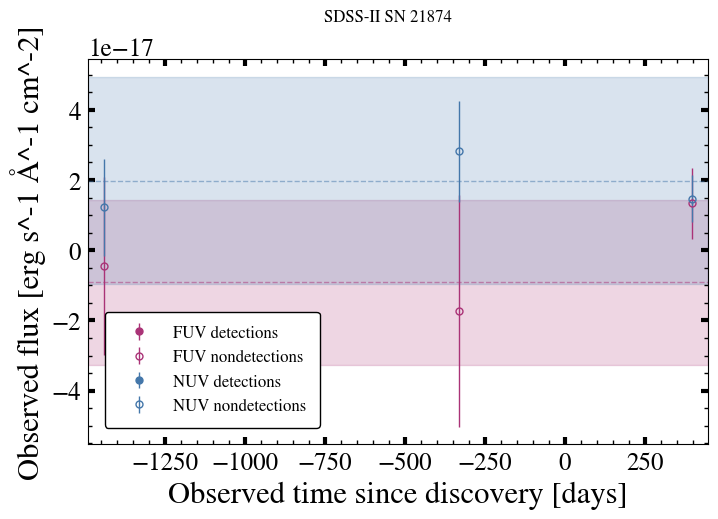 SDSS-II SN 21874
1e−17
Observed flux [erg s^-1 Å^-1 cm^-2]
4
2
0
−2
−4
FUV detections
FUV nondetections
NUV detections
NUV nondetections
−1250 −1000 −750 −500 −250 0 250
Observed time since discovery [days]